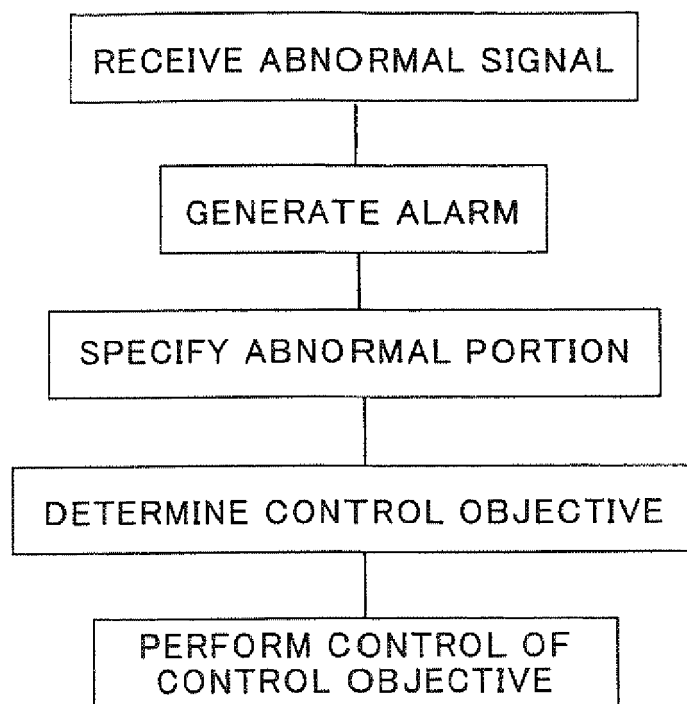 RECEIVE ABNORMAL SIGNAL
GENERATE ALARM
SPECIFY ABNORMAL PORTION
DETERMINE CONTROL OBJECTIVE
PERFORM CONTROL OF
CONTROL OBJECTIVE